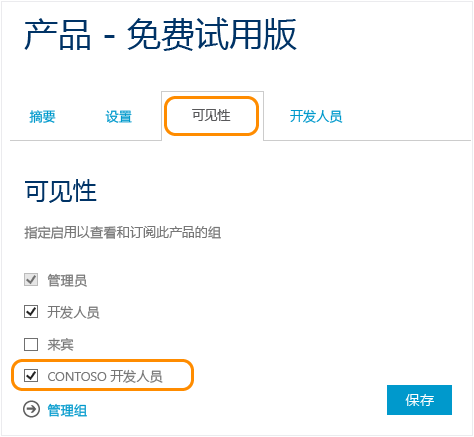 产品 - 免费试用版
摘要 设置 可见性 开发人员
可见性
指定启用以查看和订阅此产品的组
管理员
开发人员
来宾
CONTOSO 开发人员
管理组 保存